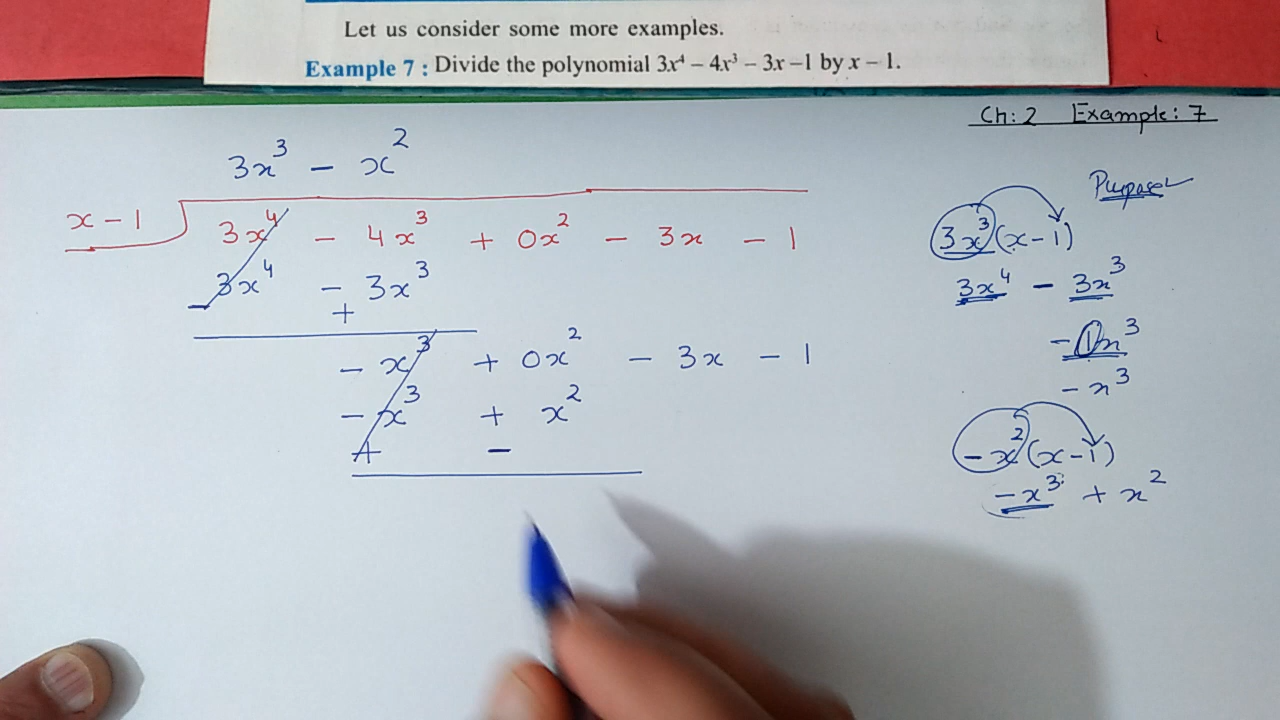 Let us consider some more examples.
Example 7 : Divide the polynomial 3x⁴ – 4x³ – 3x –1 by x – 1.
Ch: 2 Example: 7
3x³ – x²
x – 1
3x⁴ – 4x³ + 0x² – 3x – 1
3x⁴ – 3x³
– +
– x³ + 0x² – 3x – 1
– x³ + x²
+ –
Purpose
3x³(x–1)
3x⁴ – 3x³
–1x³
– x³
–x²(x–1)
–x³ + x²